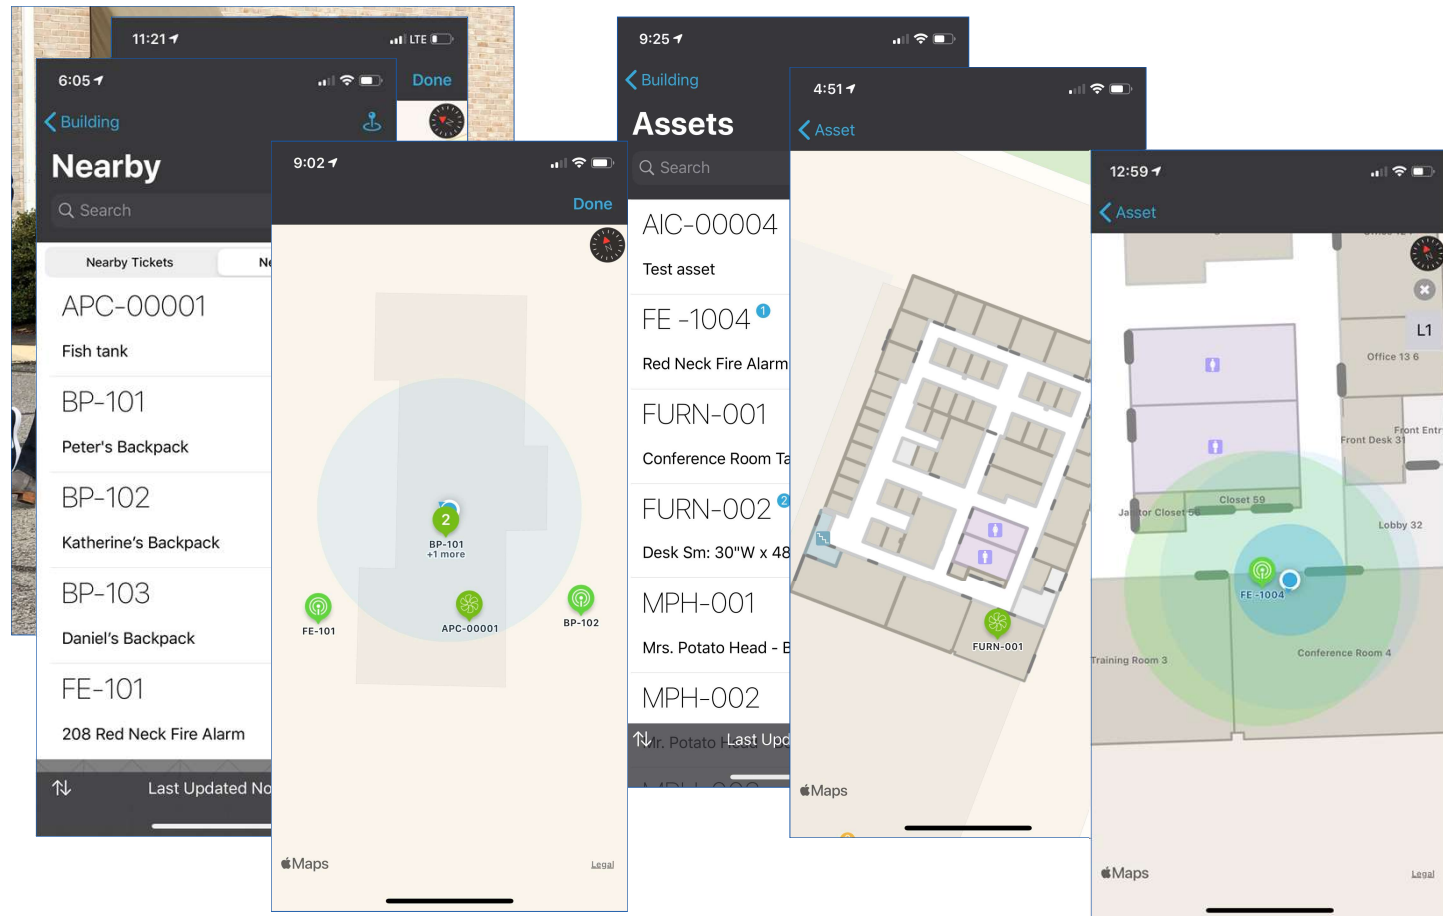 11:21
LTE
Done
6:05
Building
Nearby
Search
Nearby Tickets
APC-00001
Fish tank
BP-101
Peter's Backpack
BP-102
Katherine's Backpack
BP-103
Daniel's Backpack
FE-101
208 Red Neck Fire Alarm
Last Updated No
9:02
Done
N
2
BP-101
+1 more
FE-101
APC-00001
BP-102
Maps
Legal
9:25
Building
Assets
Search
AIC-00004
Test asset
FE -1004 1
Red Neck Fire Alarm
FURN-001
Conference Room Ta
FURN-002 2
Desk Sm: 30"W x 48
MPH-001
Mrs. Potato Head - B
MPH-002
Mr. Potato Head
Last Upd
4:51
Asset
FURN-001
Maps
12:59
Asset
N
L1
Office 13 6
Front Entr
Front Desk 31
Closet 59
Lobby 32
FE -1004
Training Room 3
Conference Room 4
Maps
Legal